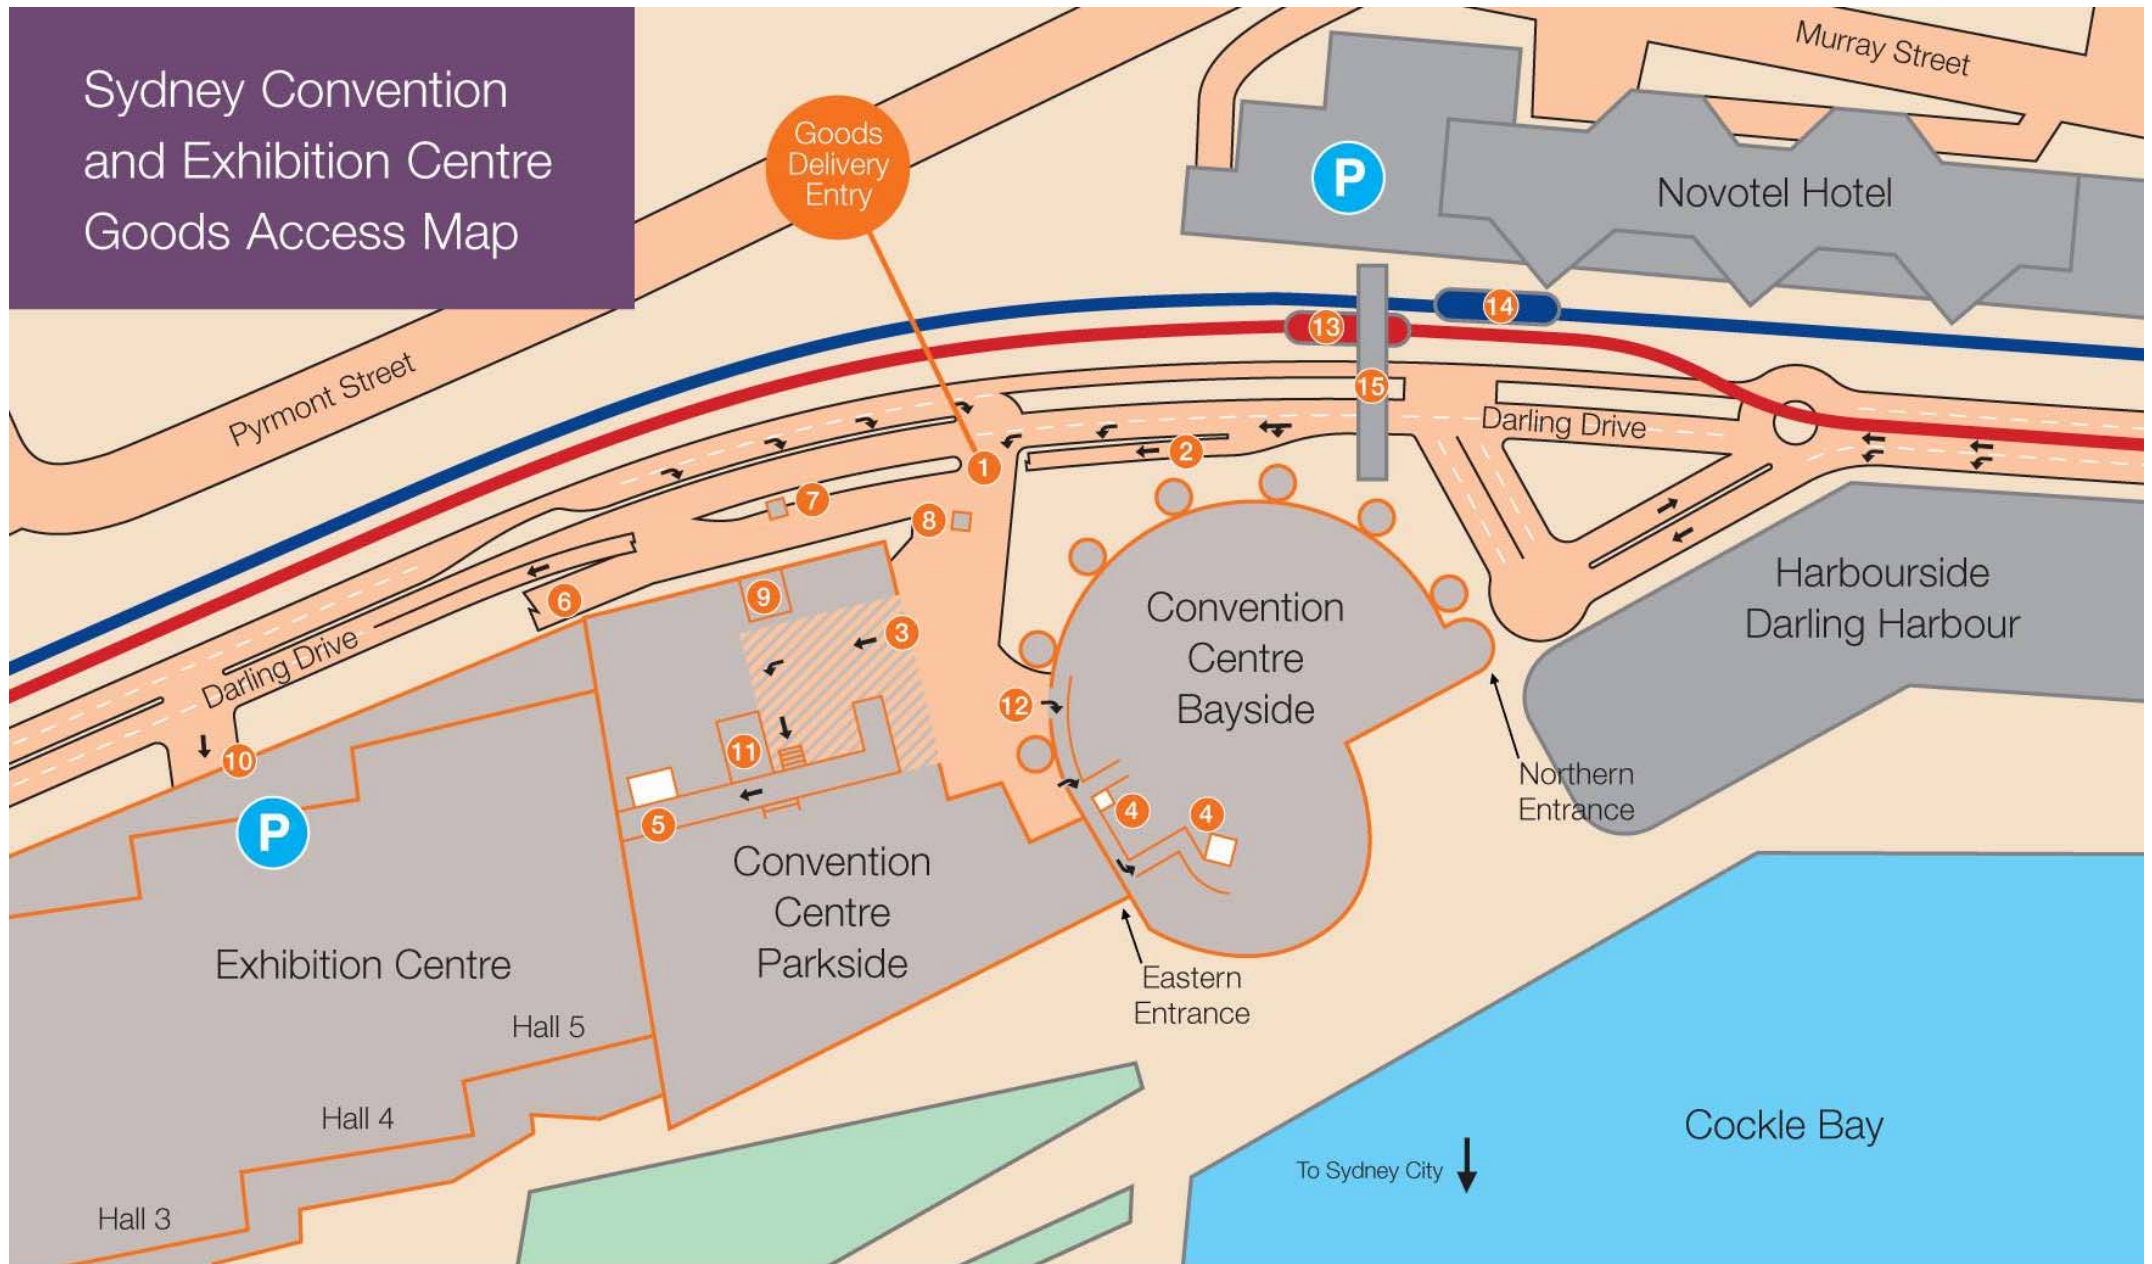 Sydney Convention
and Exhibition Centre
Goods Access Map
Goods
Delivery
Entry
Murray Street
P
Novotel Hotel
14
13
15
Pyrmont Street
Darling Drive
1
2
7
8
6
9
3
Darling Drive
10
11
12
5
4
4
Convention
Centre
Bayside
Harbourside
Darling Harbour
Northern
Entrance
P
Convention
Centre
Parkside
Exhibition Centre
Eastern
Entrance
Hall 5
Hall 4
Hall 3
Cockle Bay
To Sydney City